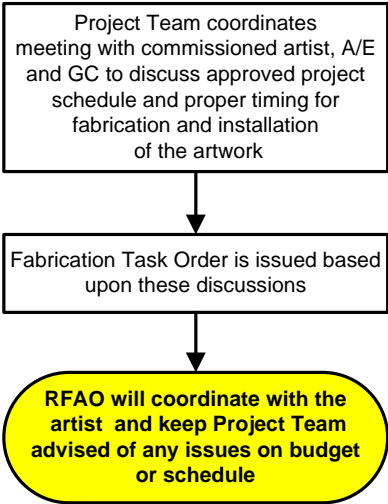 Project Team coordinates
meeting with commissioned artist, A/E
and GC to discuss approved project
schedule and proper timing for
fabrication and installation
of the artwork
Fabrication Task Order is issued based
upon these discussions
RFAO will coordinate with the
artist  and keep Project Team
advised of any issues on budget
or schedule